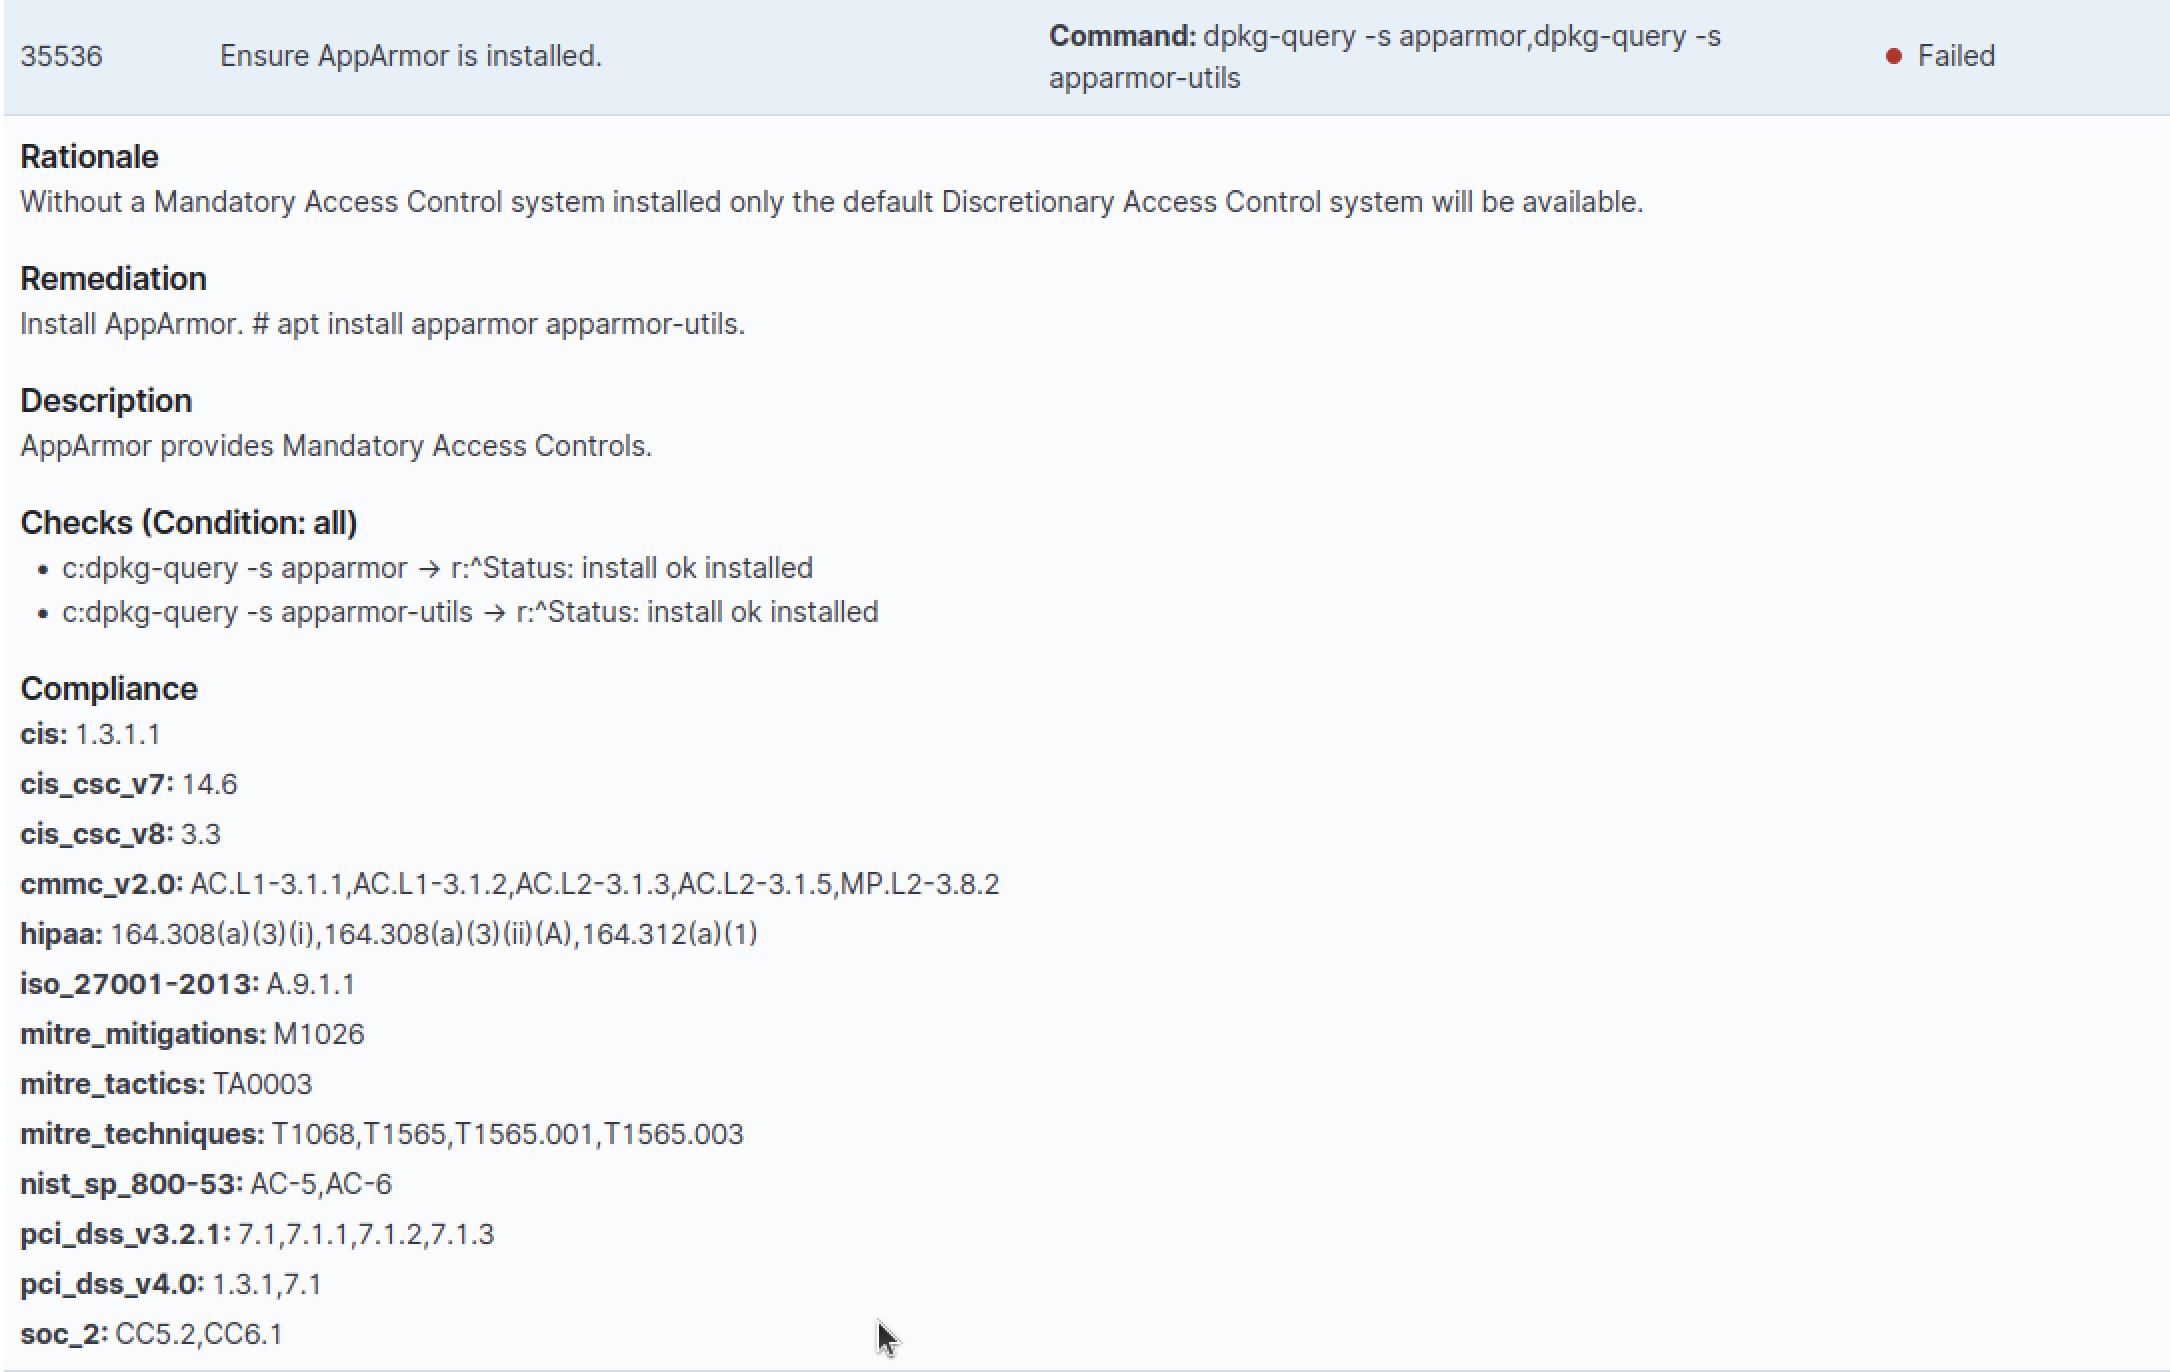 35536 Ensure AppArmor is installed. Command: dpkg-query -s apparmor,dpkg-query -s
apparmor-utils Failed
Rationale
Without a Mandatory Access Control system installed only the default Discretionary Access Control system will be available.
Remediation
Install AppArmor. # apt install apparmor apparmor-utils.
Description
AppArmor provides Mandatory Access Controls.
Checks (Condition: all)
• c:dpkg-query -s apparmor → r:^Status: install ok installed
• c:dpkg-query -s apparmor-utils → r:^Status: install ok installed
Compliance
cis: 1.3.1.1
cis_csc_v7: 14.6
cis_csc_v8: 3.3
cmmc_v2.0: AC.L1-3.1.1,AC.L1-3.1.2,AC.L2-3.1.3,AC.L2-3.1.5,MP.L2-3.8.2
hipaa: 164.308(a)(3)(i),164.308(a)(3)(ii)(A),164.312(a)(1)
iso_27001-2013: A.9.1.1
mitre_mitigations: M1026
mitre_tactics: TA0003
mitre_techniques: T1068,T1565,T1565.001,T1565.003
nist_sp_800-53: AC-5,AC-6
pci_dss_v3.2.1: 7.1,7.1.1,7.1.2,7.1.3
pci_dss_v4.0: 1.3.1,7.1
soc_2: CC5.2,CC6.1